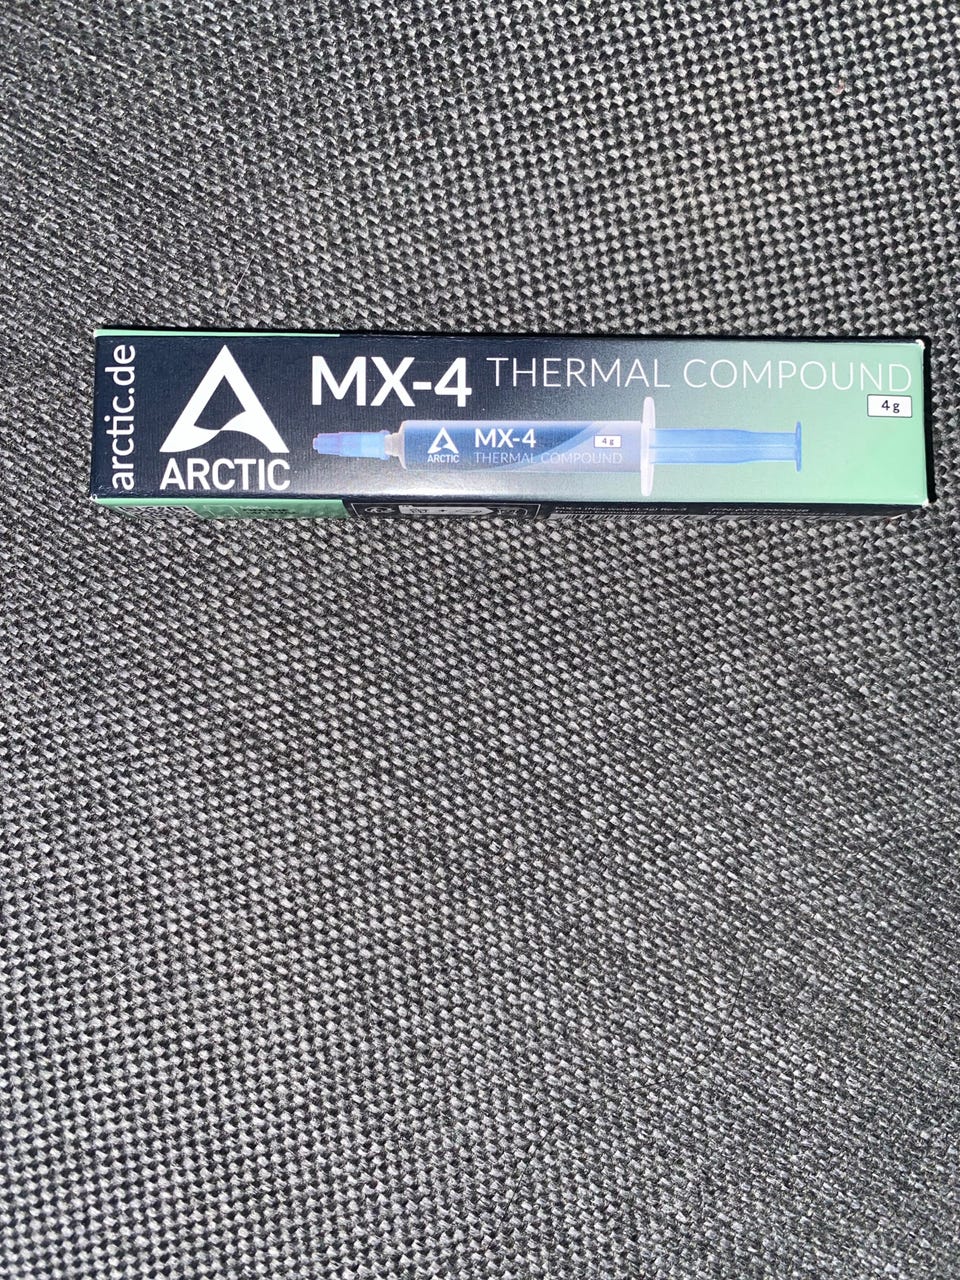 arctic.de
ARCTIC
MX-4 THERMAL COMPOUND
4 g
ARCTIC
MX-4
THERMAL COMPOUND
4 g